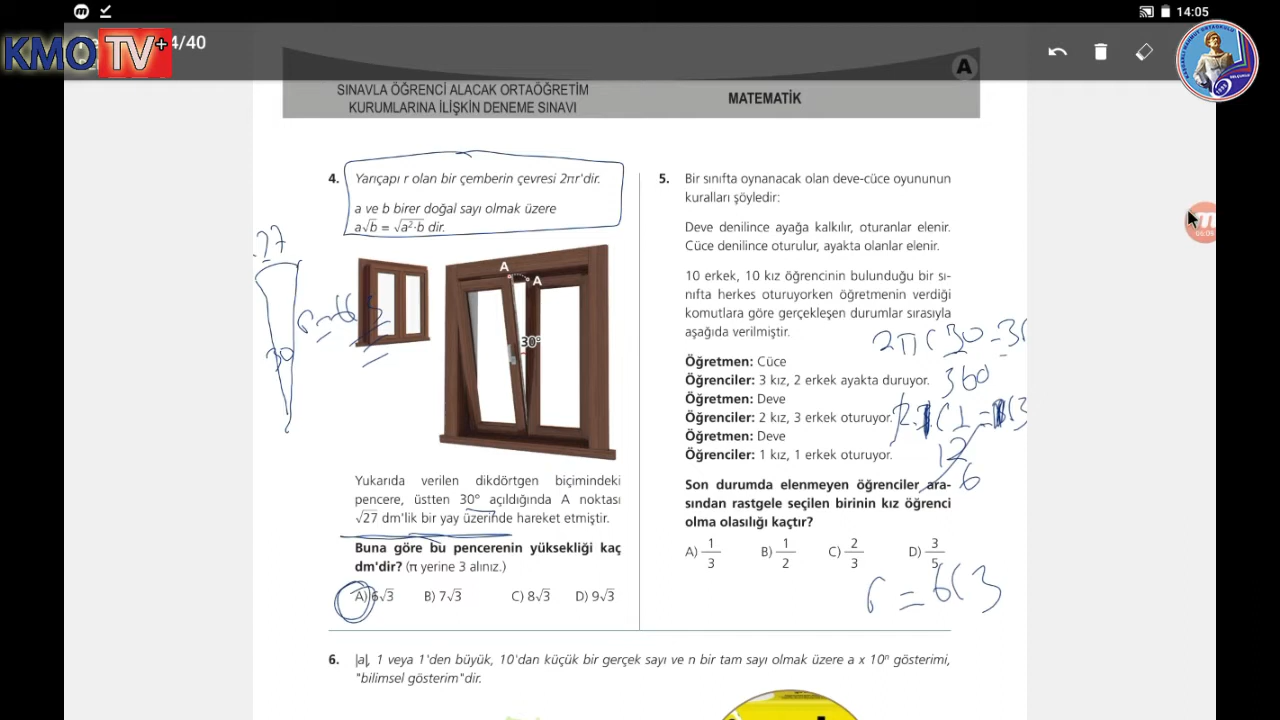 14:05
KMO TV+
4/40
A
SINAVLA ÖĞRENCİ ALACAK ORTAÖĞRETİM
KURUMLARINA İLİŞKİN DENEME SINAVI
MATEMATİK
4. Yarıçapı r olan bir çemberin çevresi 2πr'dir.
a ve b birer doğal sayı olmak üzere
a√b = √a²·b dir.
27
30
A
A
30°
Yukarıda verilen dikdörtgen biçimindeki
pencere, üstten 30° açıldığında A noktası
√27 dm'lik bir yay üzerinde hareket etmiştir.
Buna göre bu pencerenin yüksekliği kaç
dm'dir? (π yerine 3 alınız.)
A) 6√3 B) 7√3 C) 8√3 D) 9√3
5. Bir sınıfta oynanacak olan deve-cüce oyununun
kuralları şöyledir:
Deve denilince ayağa kalkılır, oturanlar elenir.
Cüce denilince oturulur, ayakta olanlar elenir.
10 erkek, 10 kız öğrencinin bulunduğu bir sı-
nıfta herkes oturuyorken öğretmenin verdiği
komutlara göre gerçekleşen durumlar sırasıyla
aşağıda verilmiştir.
Öğretmen: Cüce
Öğrenciler: 3 kız, 2 erkek ayakta duruyor.
Öğretmen: Deve
Öğrenciler: 2 kız, 3 erkek oturuyor.
Öğretmen: Deve
Öğrenciler: 1 kız, 1 erkek oturuyor.
2πr 30
360
12
6
Son durumda elenmeyen öğrenciler ara-
sından rastgele seçilen birinin kız öğrenci
olma olasılığı kaçtır?
A) 1/3 B) 1/2 C) 2/3 D) 3/5
r = 6√3
6. |a|, 1 veya 1'den büyük, 10'dan küçük bir gerçek sayı ve n bir tam sayı olmak üzere a x 10ⁿ gösterimi,
"bilimsel gösterim"dir.